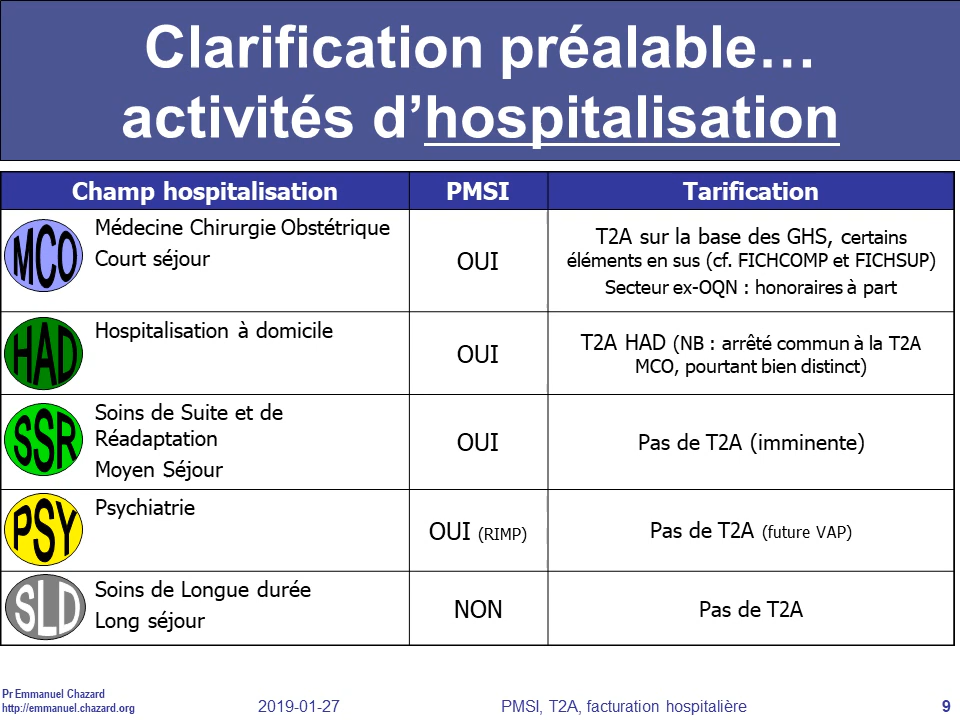 Clarification préalable…
activités d’hospitalisation
Champ hospitalisation
PMSI
Tarification
MCO
Médecine Chirurgie Obstétrique
Court séjour
OUI
T2A sur la base des GHS, certains
éléments en sus (cf. FICHCOMP et FICHSUP)
Secteur ex-OQN : honoraires à part
HAD
Hospitalisation à domicile
OUI
T2A HAD (NB : arrêté commun à la T2A
MCO, pourtant bien distinct)
SSR
Soins de Suite et de
Réadaptation
Moyen Séjour
OUI
Pas de T2A (imminente)
PSY
Psychiatrie
OUI (RIMP)
Pas de T2A (future VAP)
SLD
Soins de Longue durée
Long séjour
NON
Pas de T2A
Pr Emmanuel Chazard
http://emmanuel.chazard.org
2019-01-27
PMSI, T2A, facturation hospitalière
9